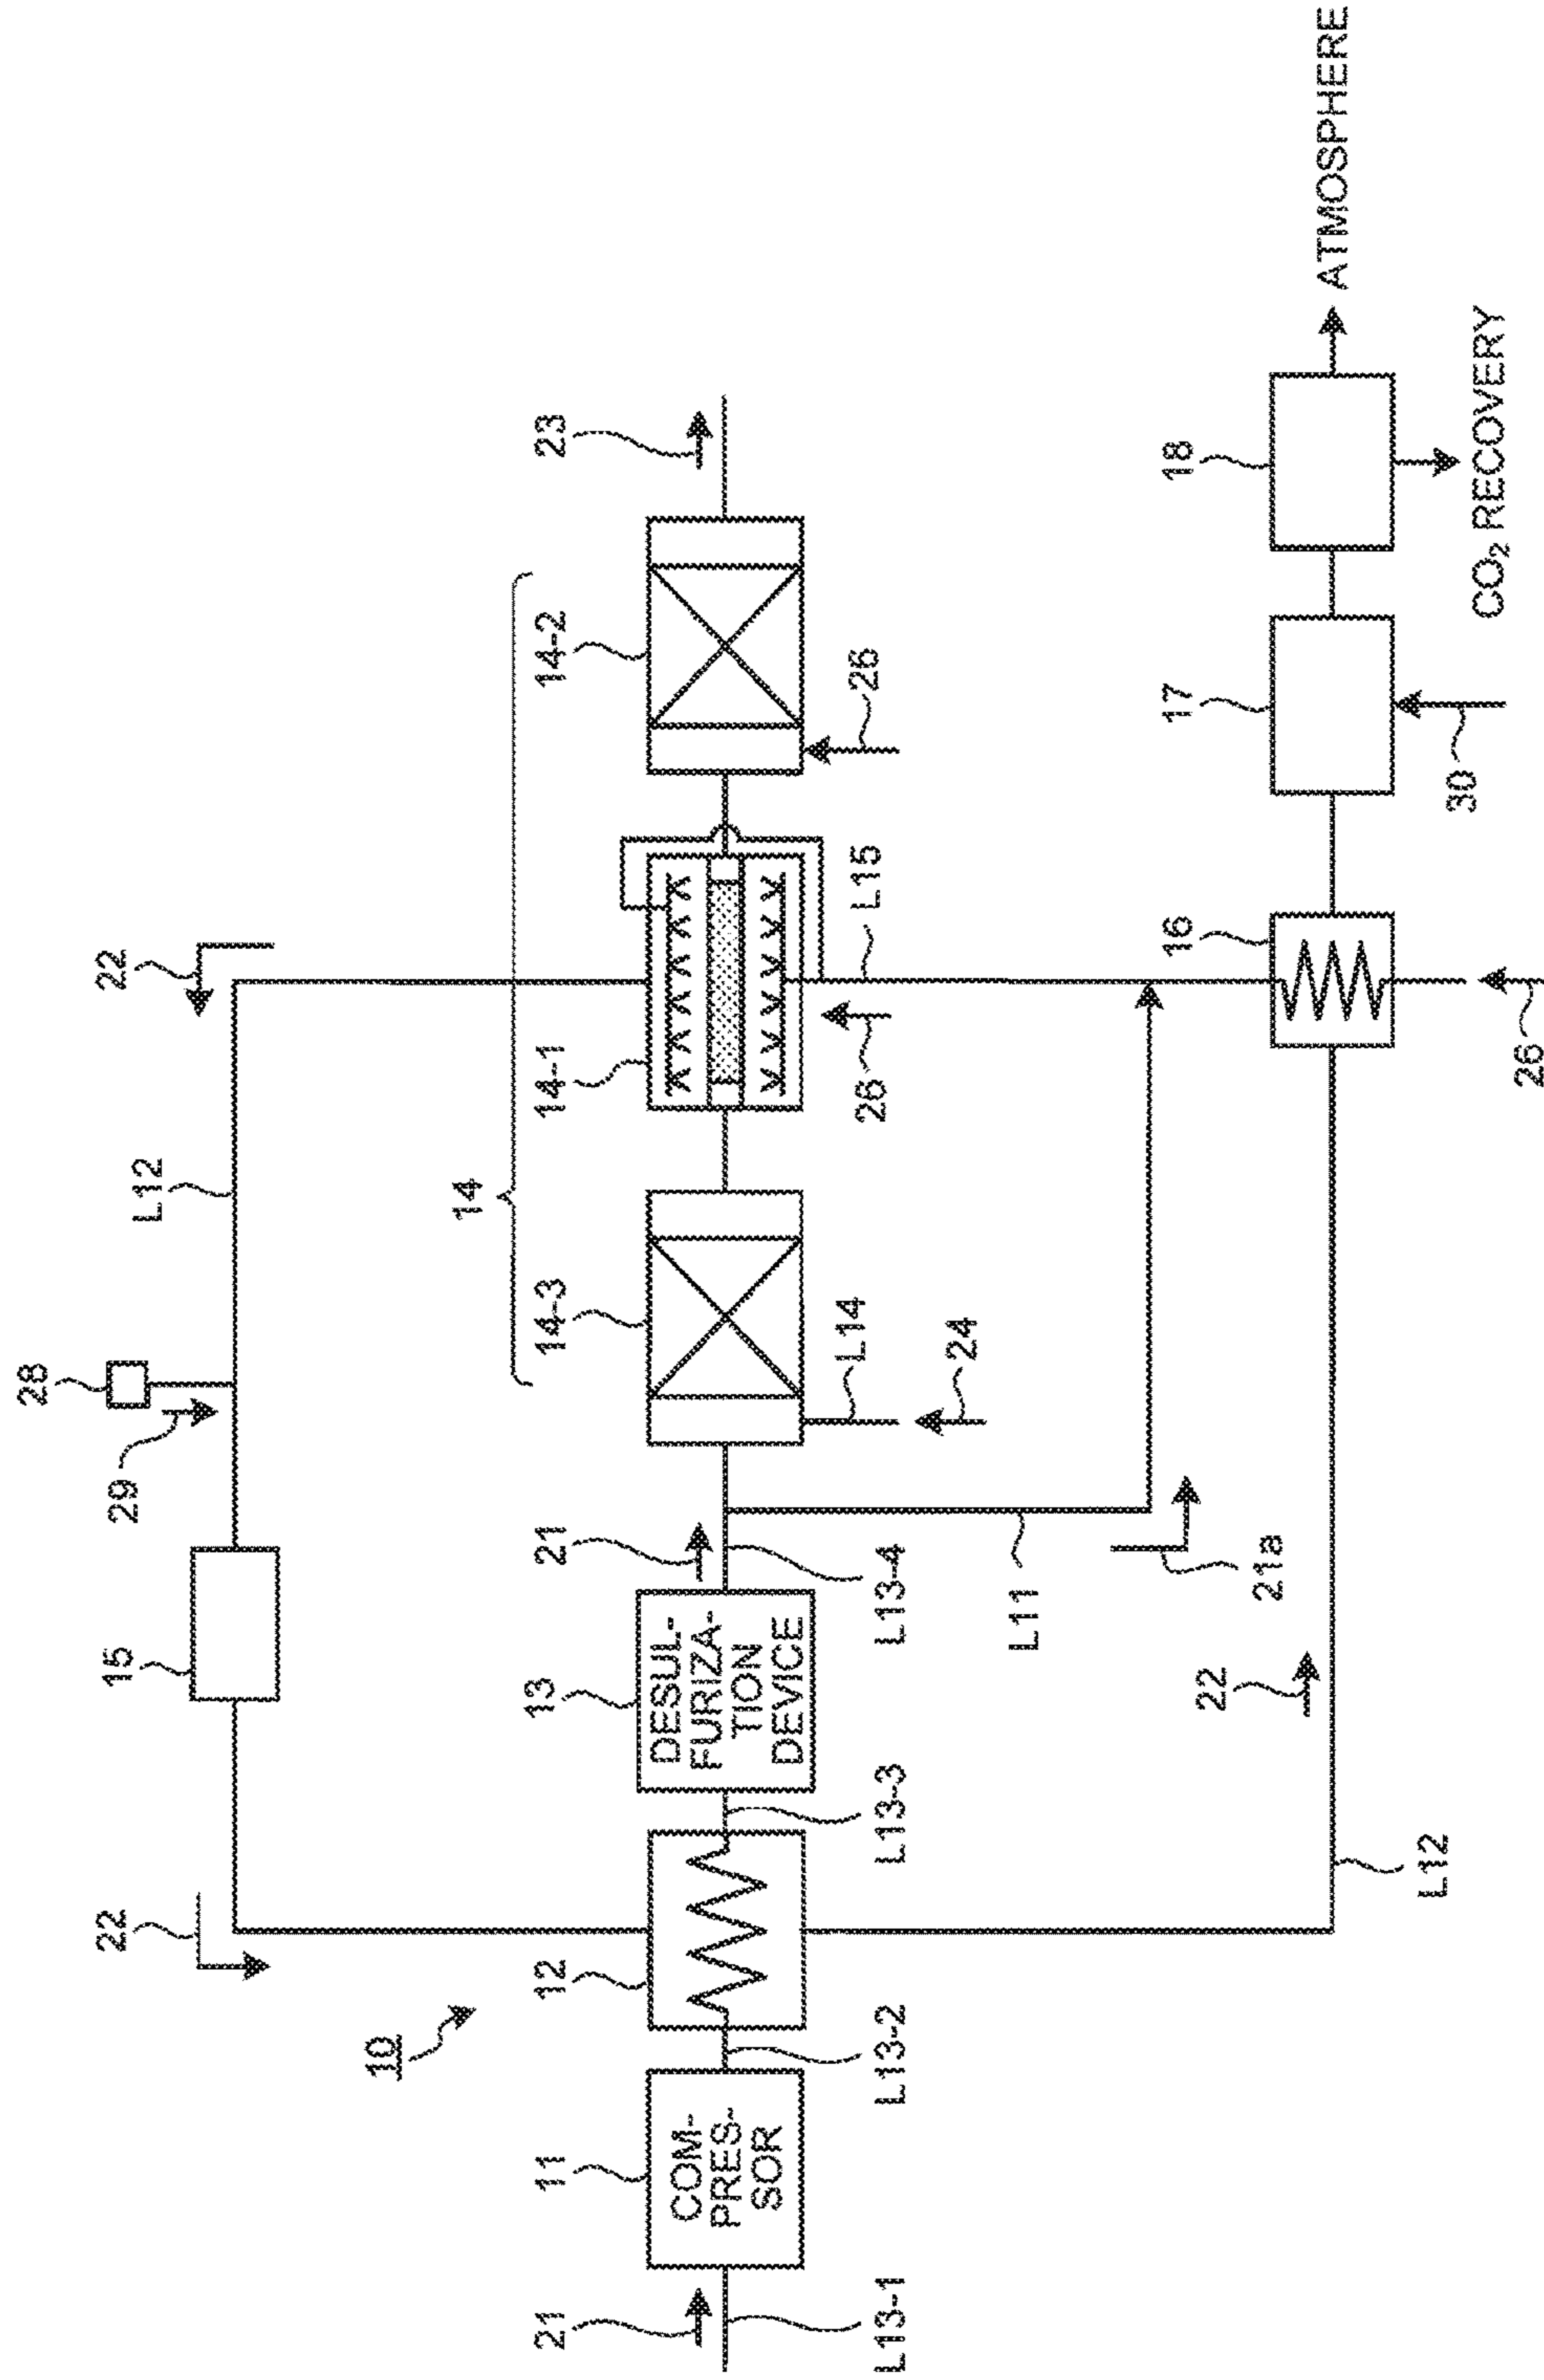 28
22
15
29
L12
22
10
14
21
11
12
13
21
14-3
14-1
14-2
23
COM-
PRES-
SOR
DESUL-
FURIZA-
TION
DEVICE
L13-1
L13-2
L13-3
L13-4
L14
26
L15
26
24
L11
16
17
18
22
21a
ATMOSPHERE
L12
30
CO₂ RECOVERY
26